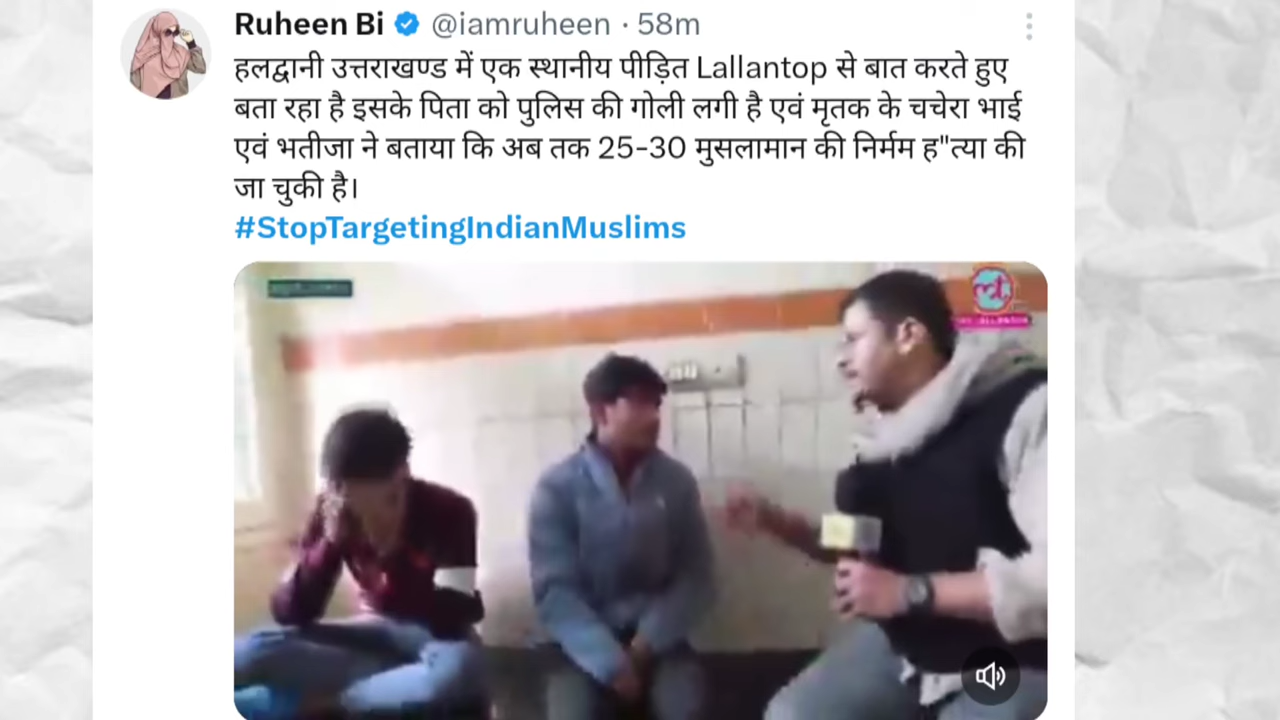 Ruheen Bi @iamruheen · 58m
हलद्वानी उत्तराखण्ड में एक स्थानीय पीड़ित Lallantop से बात करते हुए
बता रहा है इसके पिता को पुलिस की गोली लगी है एवं मृतक के चचेरा भाई
एवं भतीजा ने बताया कि अब तक 25-30 मुसलामान की निर्मम ह"त्या की
जा चुकी है।
#StopTargetingIndianMuslims